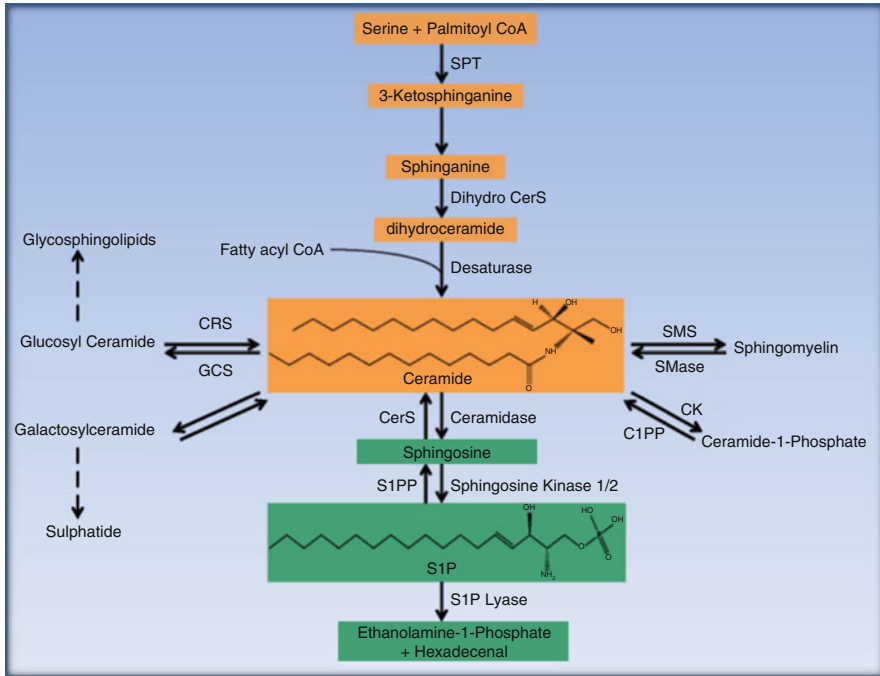 Serine + Palmitoyl CoA
SPT
3-Ketosphinganine
Sphinganine
Dihydro CerS
dihydroceramide
Fatty acyl CoA
Desaturase
Glycosphingolipids
Glucosyl Ceramide
CRS
GCS
H
OH
OH
NH
O
Ceramide
SMS
SMase
Sphingomyelin
Galactosylceramide
CK
C1PP
Ceramide-1-Phosphate
CerS
Ceramidase
Sphingosine
S1PP
Sphingosine Kinase 1/2
Sulphatide
OH
HO
OH
O
P
O
NH2
S1P
S1P Lyase
Ethanolamine-1-Phosphate
+ Hexadecenal